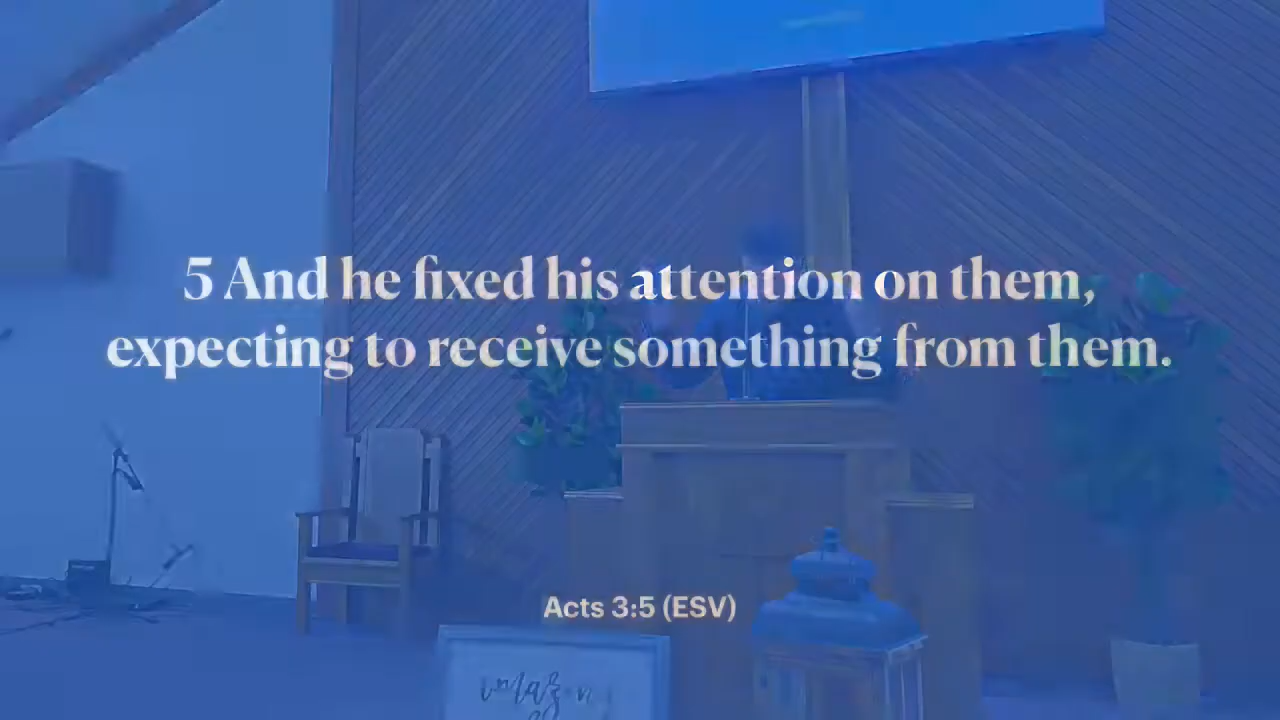 5 And he fixed his attention on them,
expecting to receive something from them.
Acts 3:5 (ESV)